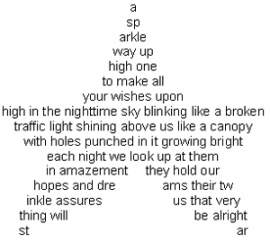 a
sp
arkle
way up
high one
to make all
your wishes upon
high in the nighttime sky blinking like a broken
traffic light shining above us like a canopy
with holes punched in it growing bright
each night we look up at them
in amazement they hold our
hopes and dre ams their tw
inkle assures us that very
thing will be alright
st ar